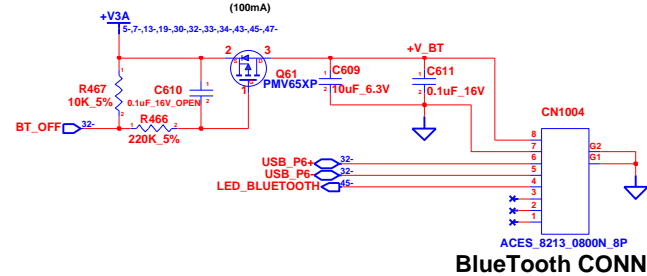 (100mA)
+V3A
5-,7-,13-,19-,30-,32-,33-,34-,43-,45-,47-
2 3
Q61
PMV65XP
1
+V_BT
1
R467
10K_5%
2
C610
0.1uF_16V_OPEN
1
2
C609
10uF_6.3V
1
2
C611
0.1uF_16V
1
2
CN1004
BT_OFF 32-
R466
1 2
220K_5%
8
7
6
5
4
3
2
1
G2
G1
USB_P6+ 32-
USB_P6- 32-
LED_BLUETOOTH 45-
ACES_8213_0800N_8P
BlueTooth CONN